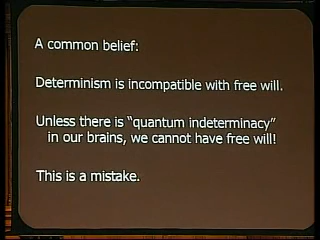 A common belief:
Determinism is incompatible with free will.
Unless there is “quantum indeterminacy”
in our brains, we cannot have free will!
This is a mistake.